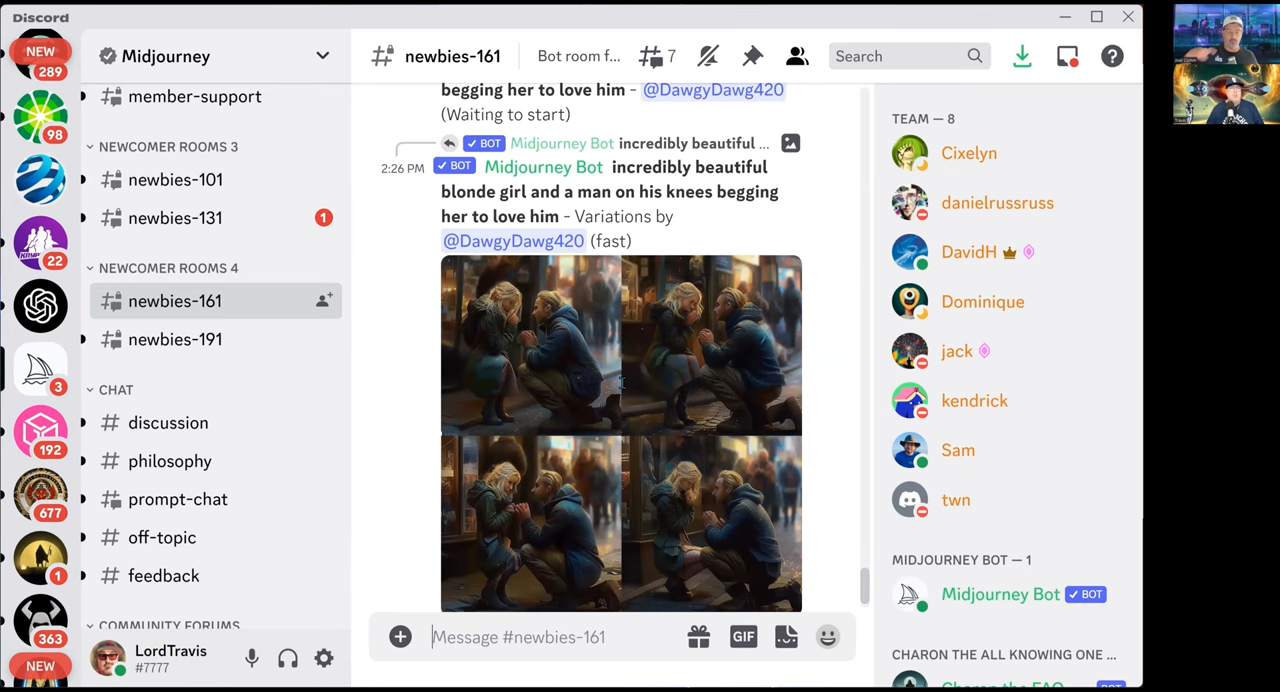 Discord
NEW
289
98
22
3
192
677
1
363
NEW
Midjourney
member-support
NEWCOMER ROOMS 3
newbies-101
newbies-131
1
NEWCOMER ROOMS 4
newbies-161
newbies-191
CHAT
discussion
philosophy
prompt-chat
off-topic
feedback
COMMUNITY FORUMS
LordTravis
#7777
newbies-161
Bot room f...
7
Search
begging her to love him - @DawgyDawg420
(Waiting to start)
BOT Midjourney Bot incredibly beautiful ...
2:26 PM BOT Midjourney Bot incredibly beautiful
blonde girl and a man on his knees begging
her to love him - Variations by
@DawgyDawg420 (fast)
Message #newbies-161
GIF
TEAM — 8
Cixelyn
danielrussruss
DavidH
Dominique
jack
kendrick
Sam
twn
MIDJOURNEY BOT — 1
Midjourney Bot BOT
CHARON THE ALL KNOWING ONE ...
Charon the FAQ